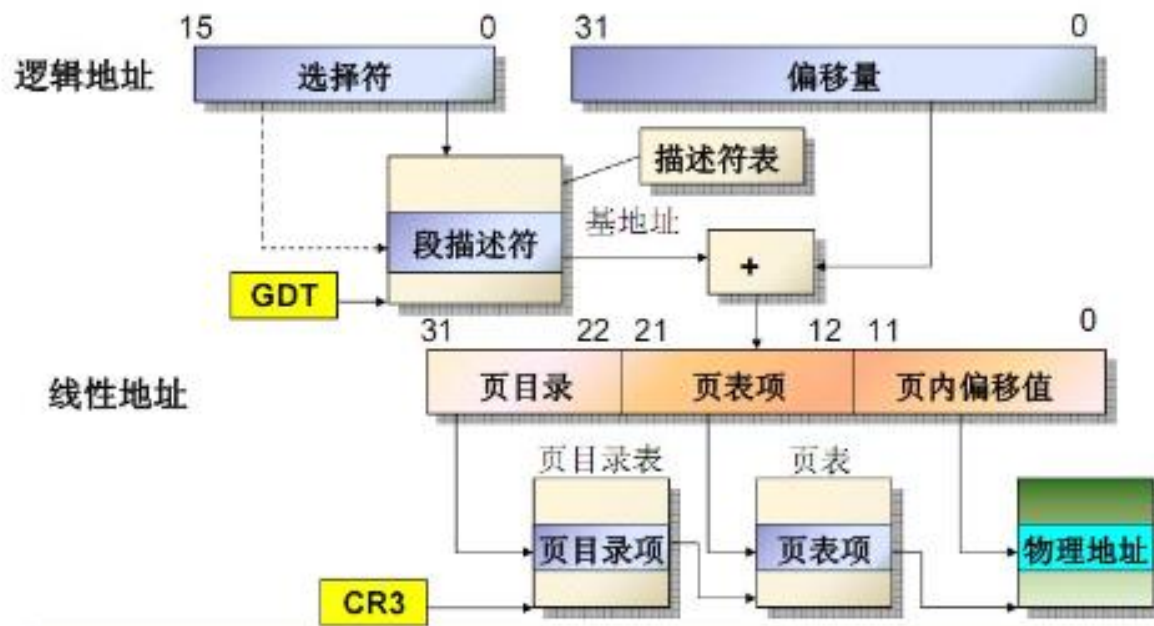 15 0 31 0
逻辑地址 选择符 偏移量
描述符表
基地址
段描述符 +
GDT
31 22 21 12 11 0
线性地址 页目录 页表项 页内偏移值
页目录表 页表
页目录项 页表项 物理地址
CR3